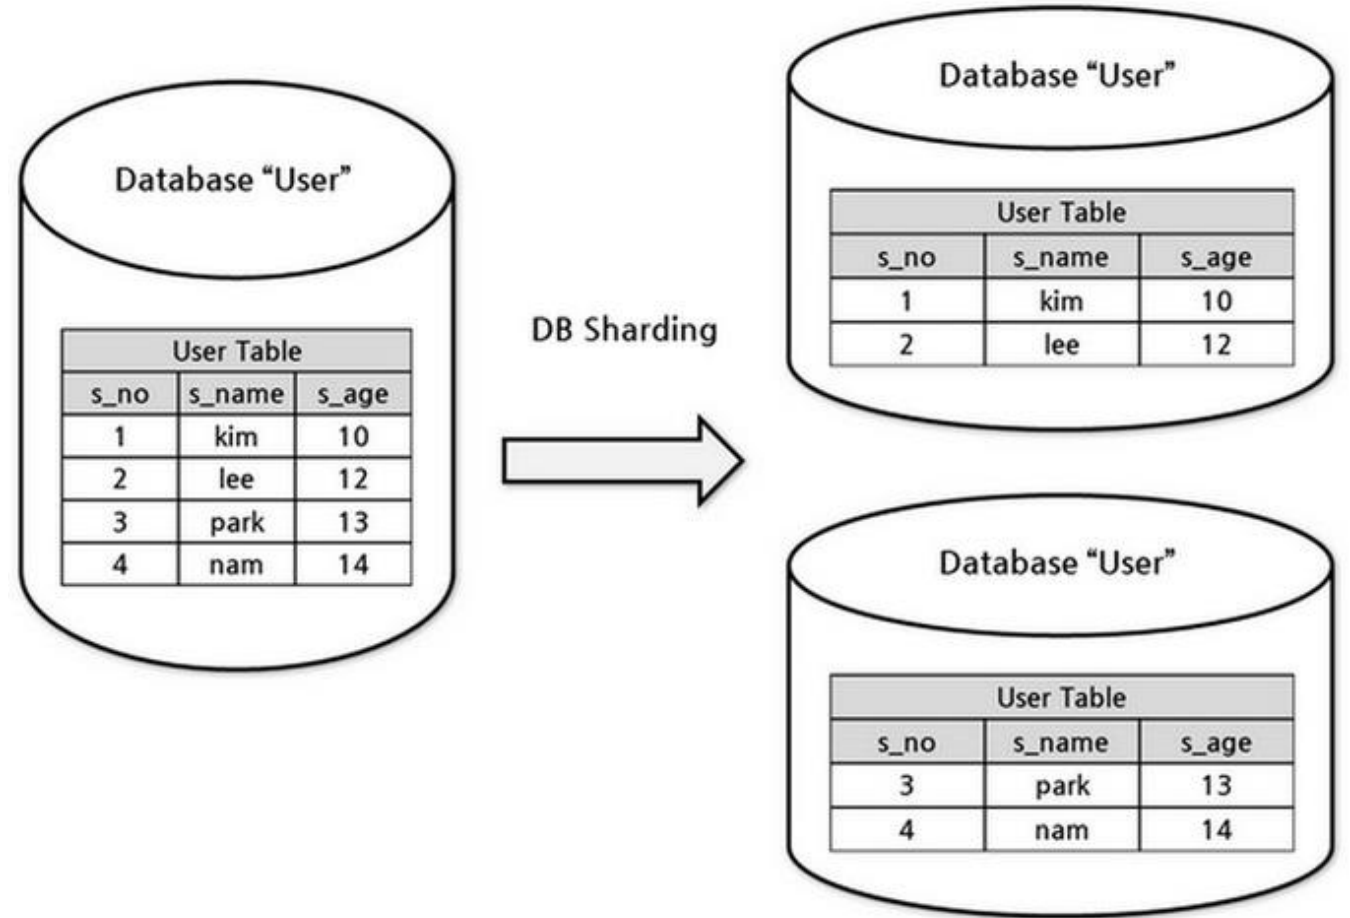 Database “User”
User Table
s_no s_name s_age
1 kim 10
2 lee 12
3 park 13
4 nam 14
DB Sharding
Database “User”
User Table
s_no s_name s_age
1 kim 10
2 lee 12
Database “User”
User Table
s_no s_name s_age
3 park 13
4 nam 14